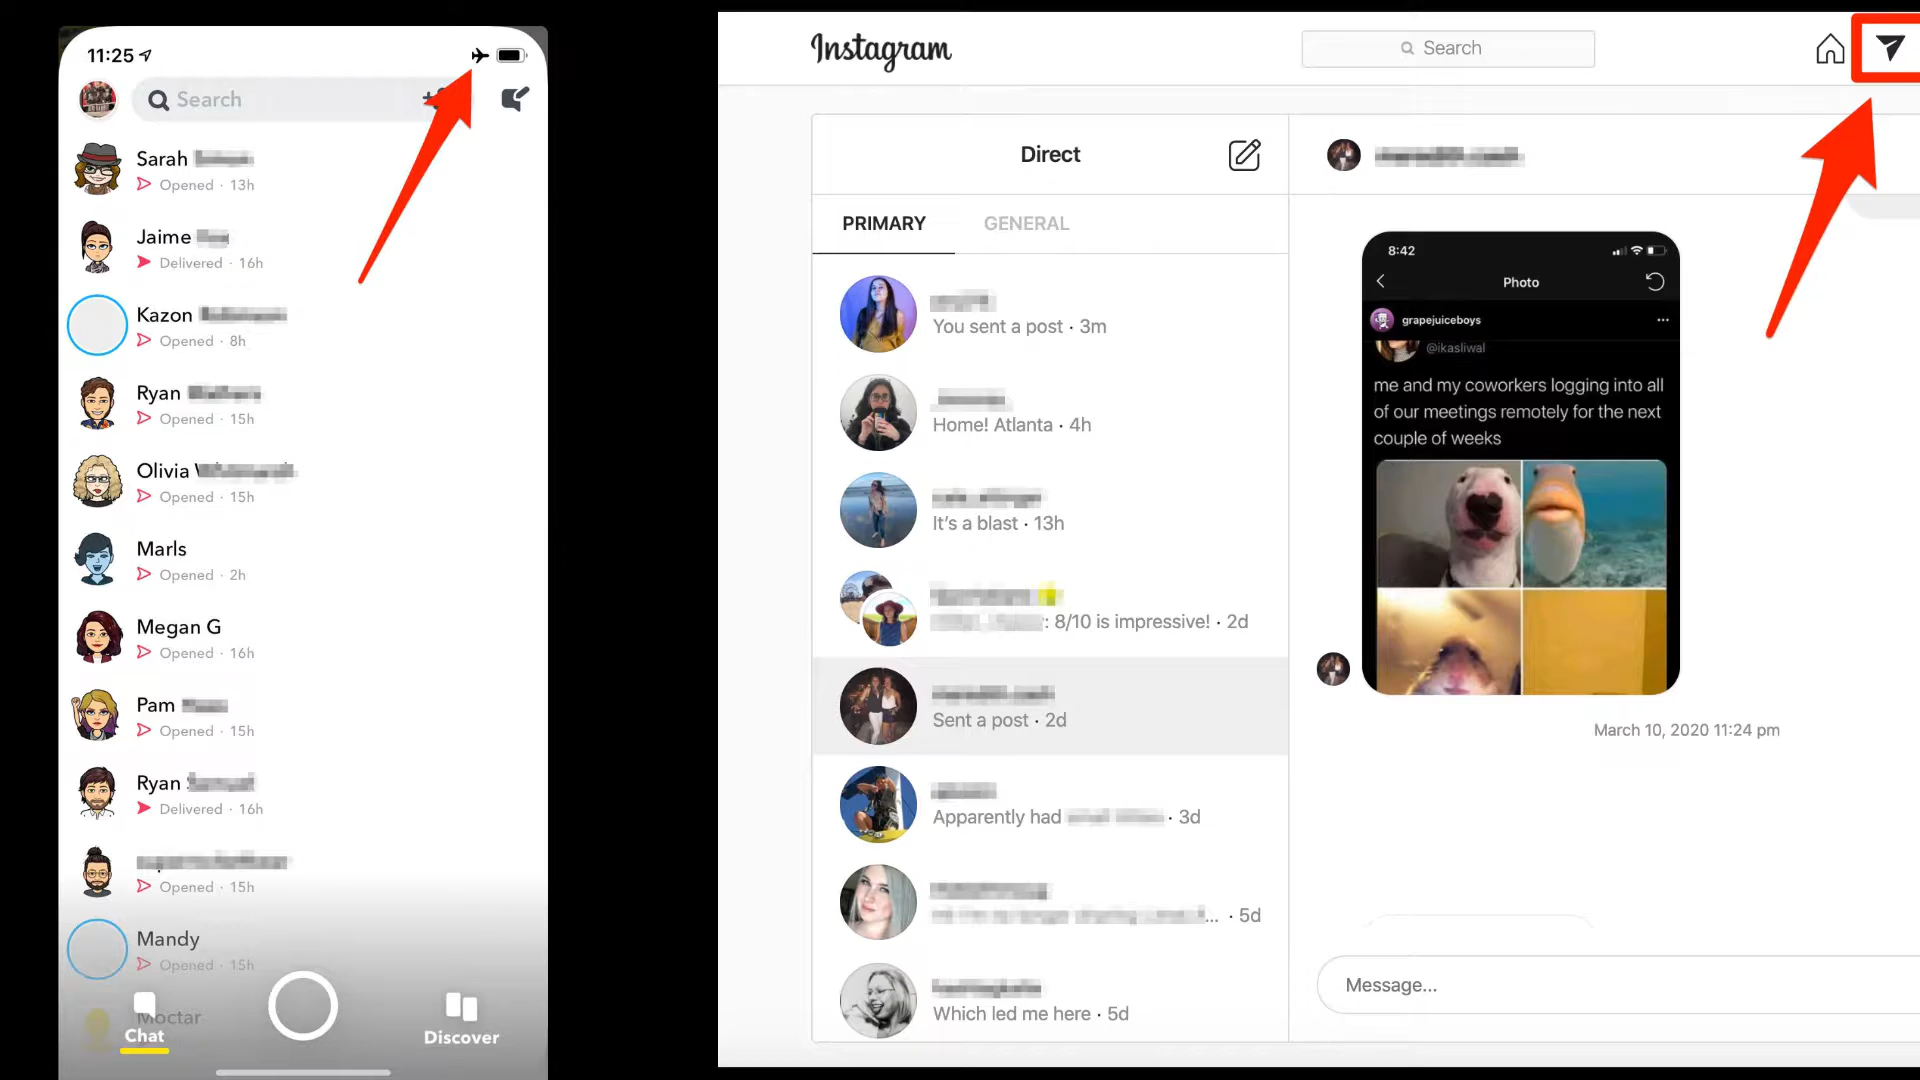 11:25
Search
Sarah
Opened · 13h
Jaime
Delivered · 16h
Kazon
Opened · 8h
Ryan
Opened · 15h
Olivia
Opened · 15h
Marls
Opened · 2h
Megan G
Opened · 16h
Pam
Opened · 15h
Ryan
Delivered · 16h
Opened · 15h
Mandy
Opened · 15h
Moctar
Chat
Discover
Instagram
Search
Direct
PRIMARY
GENERAL
You sent a post · 3m
Home! Atlanta · 4h
It's a blast · 13h
: 8/10 is impressive! · 2d
Sent a post · 2d
Apparently had · 3d
... · 5d
Which led me here · 5d
8:42
Photo
grapejuiceboys
@ikasliwal
me and my coworkers logging into all
of our meetings remotely for the next
couple of weeks
March 10, 2020 11:24 pm
Message...